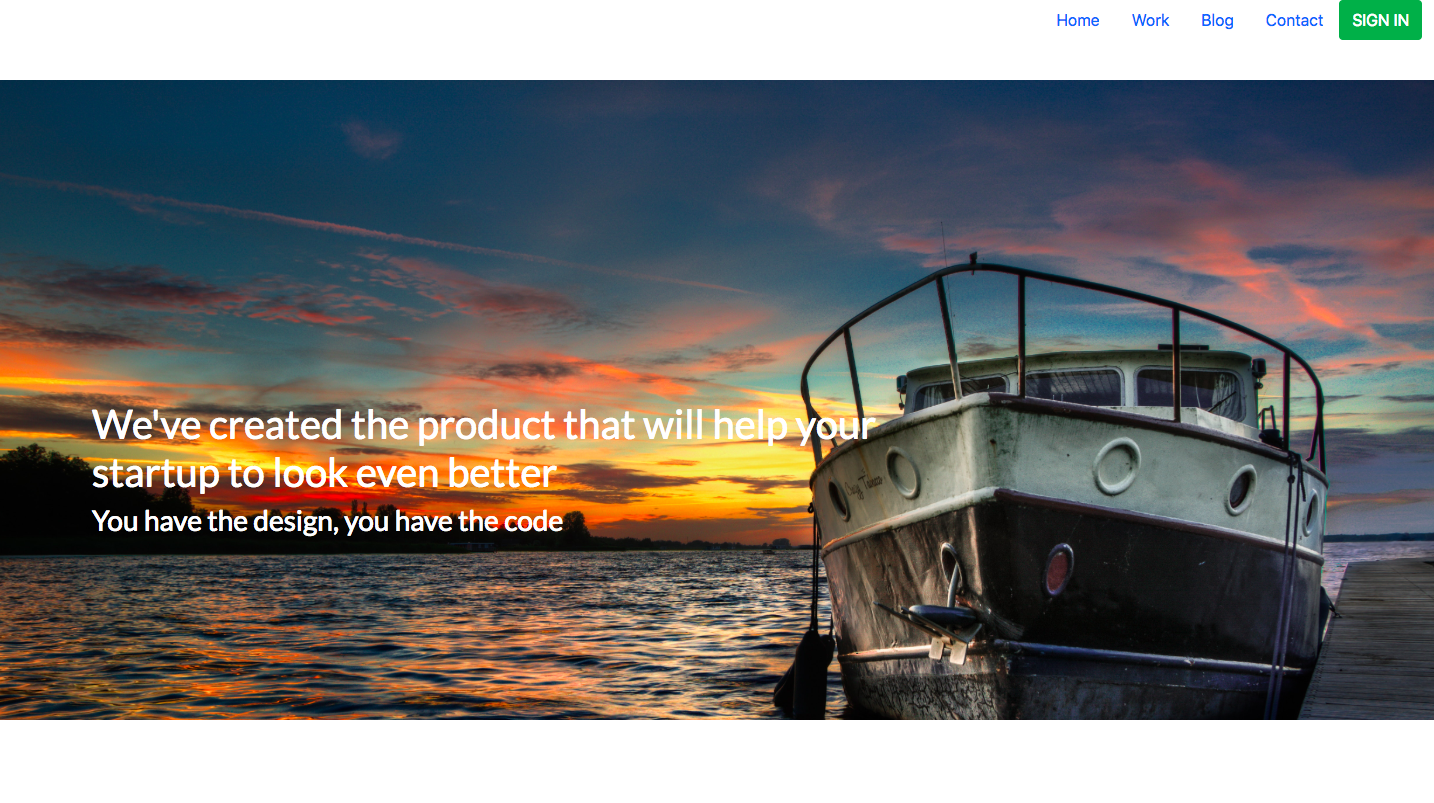 Home Work Blog Contact SIGN IN
We've created the product that will help your
startup to look even better
You have the design, you have the code